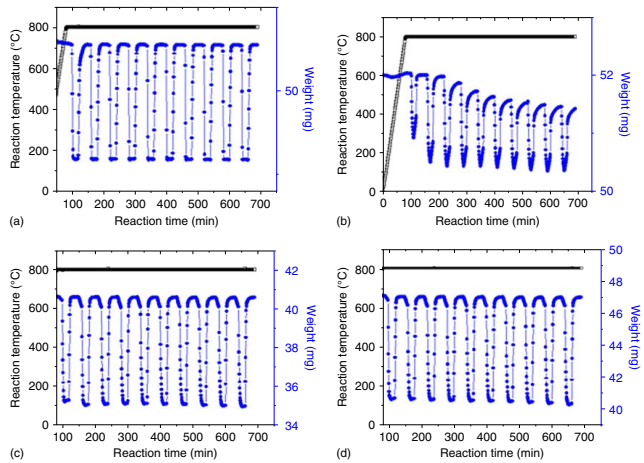 800
600
400
200
0
Reaction temperature (°C)
50
Weight (mg)
100 200 300 400 500 600 700
Reaction time (min)
(a)
800
600
400
200
0
Reaction temperature (°C)
52
50
Weight (mg)
0 100 200 300 400 500 600 700
Reaction time (min)
(b)
800
600
400
200
0
Reaction temperature (°C)
42
40
35
34
Weight (mg)
100 200 300 400 500 600 700
Reaction time (min)
(c)
800
600
400
200
0
Reaction temperature (°C)
50
48
46
44
42
40
Weight (mg)
100 200 300 400 500 600 700
Reaction time (min)
(d)